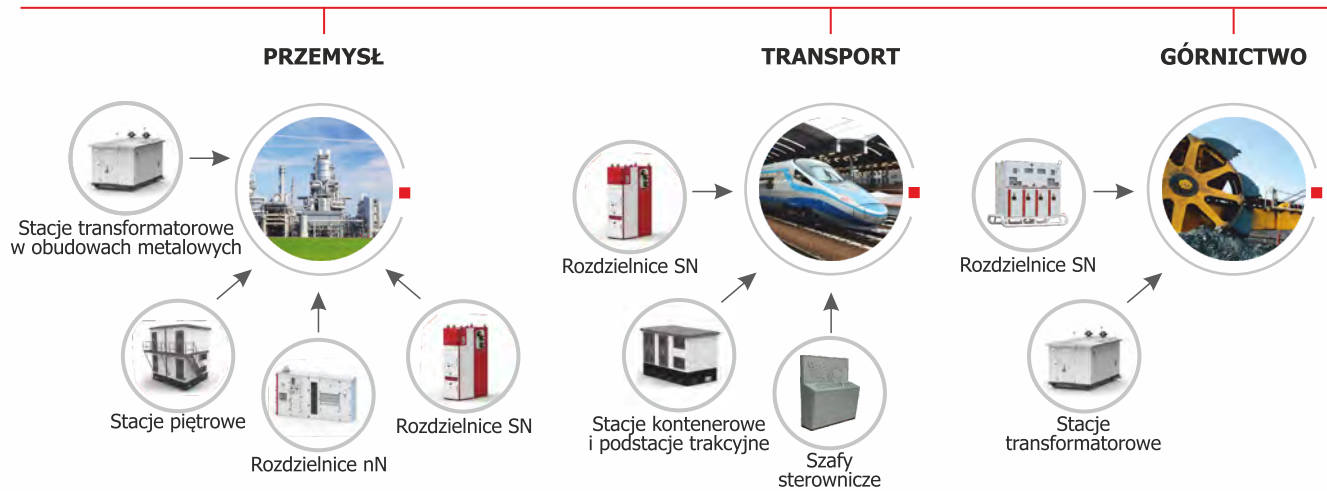 PRZEMYSŁ
Stacje transformatorowe
w obudowach metalowych
Stacje piętrowe
Rozdzielnice nN
Rozdzielnice SN
TRANSPORT
Rozdzielnice SN
Stacje kontenerowe
i podstacje trakcyjne
Szafy
sterownicze
GÓRNICTWO
Rozdzielnice SN
Stacje
transformatorowe